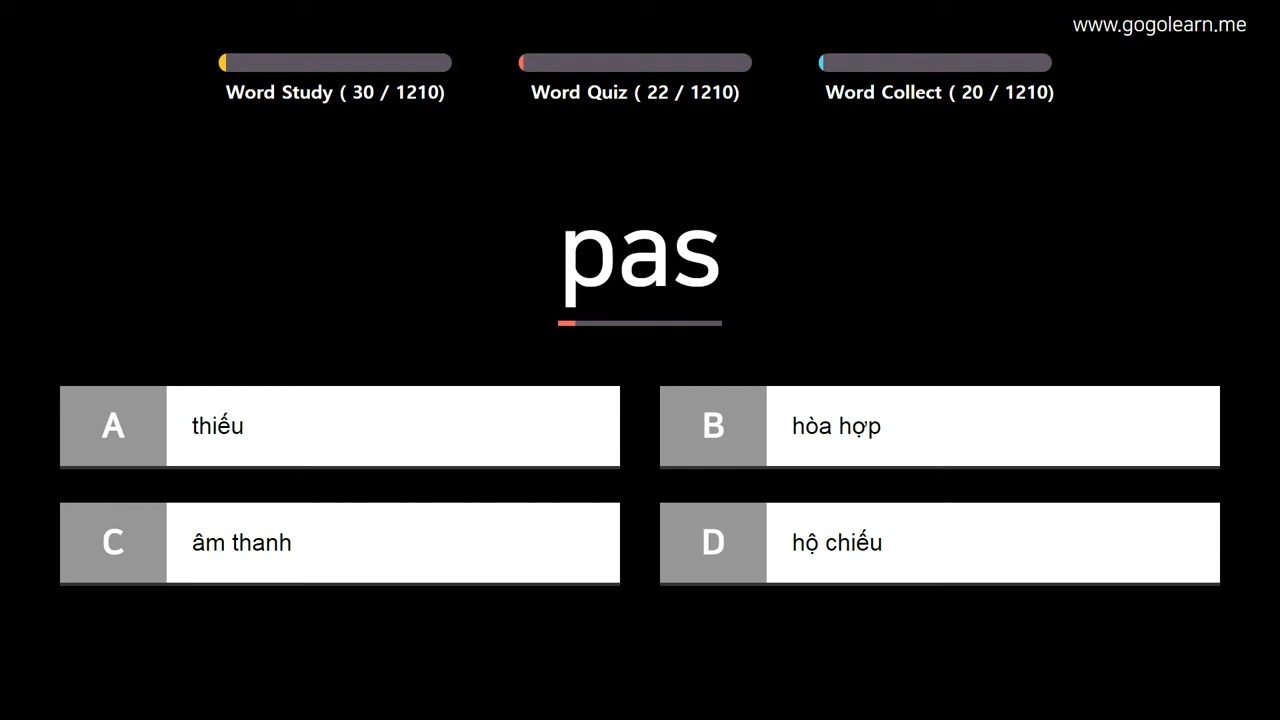 www.gogolearn.me
Word Study ( 30 / 1210)
Word Quiz ( 22 / 1210)
Word Collect ( 20 / 1210)
pas
A thiếu
B hòa hợp
C âm thanh
D hộ chiếu